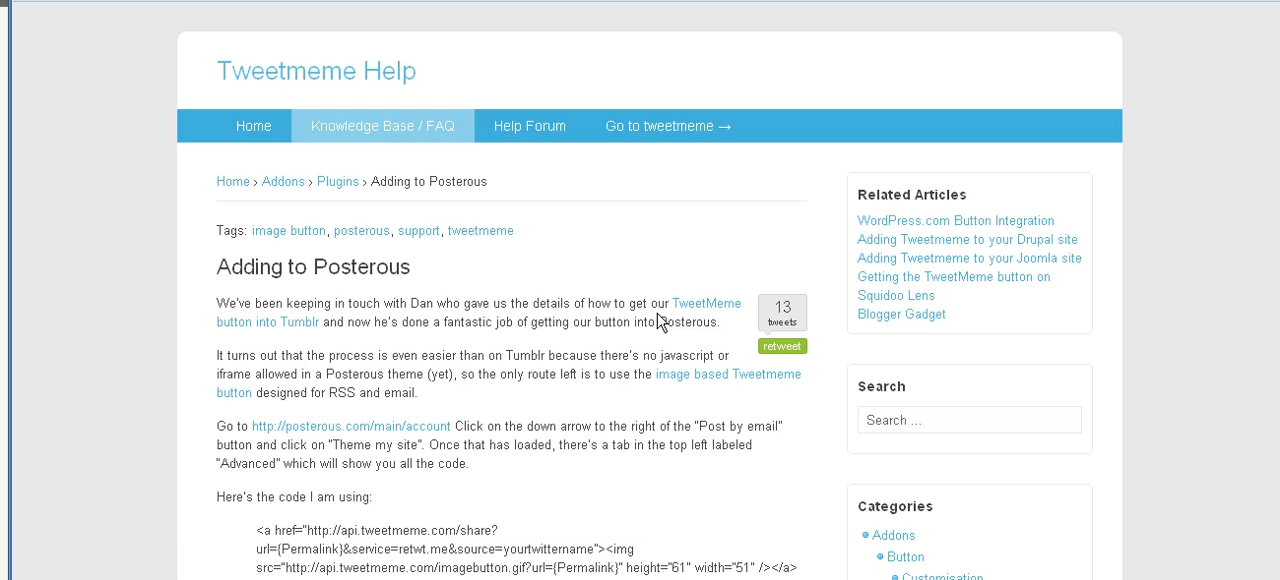 Tweetmeme Help
Home Knowledge Base / FAQ Help Forum Go to tweetmeme →
Home › Addons › Plugins › Adding to Posterous
Tags: image button, posterous, support, tweetmeme
Adding to Posterous
We've been keeping in touch with Dan who gave us the details of how to get our TweetMeme
button into Tumblr and now he's done a fantastic job of getting our button into Posterous.
13
tweets
retweet
It turns out that the process is even easier than on Tumblr because there's no javascript or
iframe allowed in a Posterous theme (yet), so the only route left is to use the image based Tweetmeme
button designed for RSS and email.
Go to http://posterous.com/main/account Click on the down arrow to the right of the "Post by email"
button and click on "Theme my site". Once that has loaded, there's a tab in the top left labeled
"Advanced" which will show you all the code.
Here's the code I am using:
<a href="http://api.tweetmeme.com/share?
url={Permalink}&service=retwt.me&source=yourtwittername"><img
src="http://api.tweetmeme.com/imagebutton.gif?url={Permalink}" height="61" width="51" /></a>
Related Articles
WordPress.com Button Integration
Adding Tweetmeme to your Drupal site
Adding Tweetmeme to your Joomla site
Getting the TweetMeme button on
Squidoo Lens
Blogger Gadget
Search
Search ...
Categories
Addons
Button
Customisation